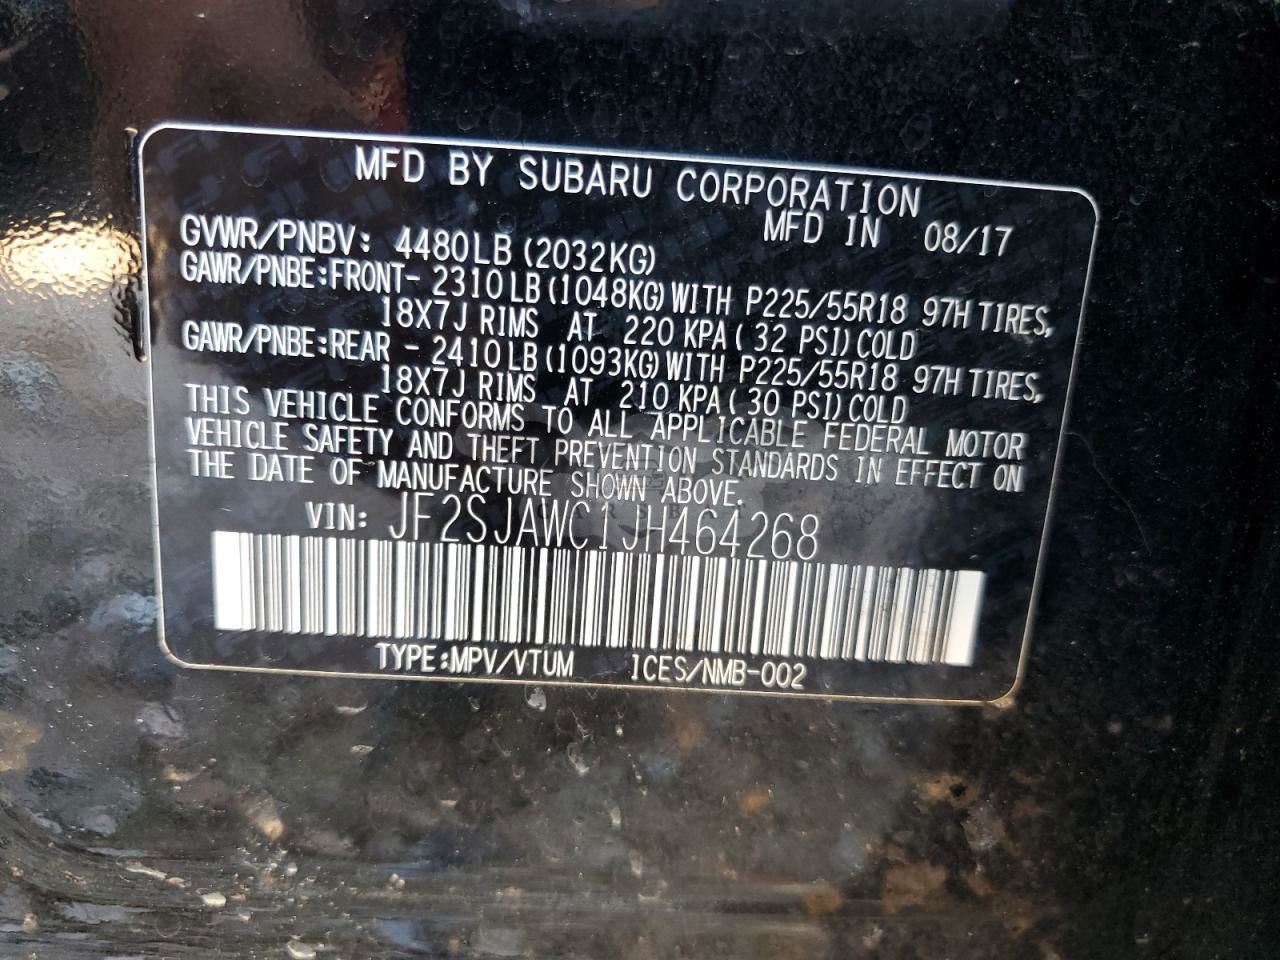 MFD BY SUBARU CORPORATION
MFD IN 08/17
GVWR/PNBV: 4480LB (2032KG)
GAWR/PNBE:FRONT- 2310LB (1048KG) WITH P225/55R18 97H TIRES,
18X7J RIMS AT 220 KPA ( 32 PSI) COLD
GAWR/PNBE:REAR - 2410LB (1093KG) WITH P225/55R18 97H TIRES,
18X7J RIMS AT 210 KPA ( 30 PSI) COLD
THIS VEHICLE CONFORMS TO ALL APPLICABLE FEDERAL MOTOR
VEHICLE SAFETY AND THEFT PREVENTION STANDARDS IN EFFECT ON
THE DATE OF MANUFACTURE SHOWN ABOVE.
VIN: JF2SJAWC1JH464268
TYPE:MPV/VTUM ICES/NMB-002